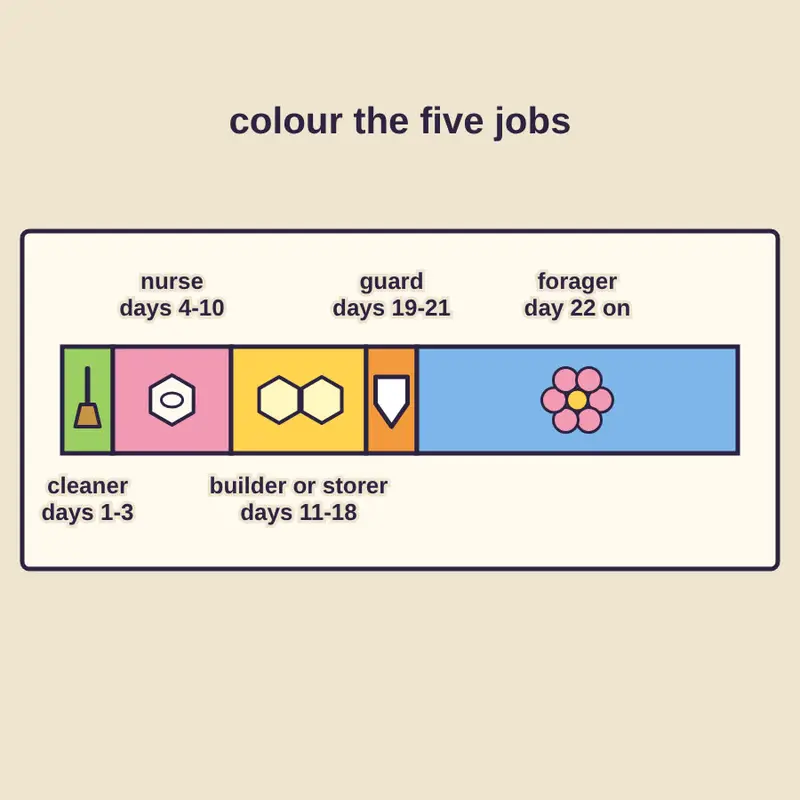 colour the five jobs
nurse
days 4-10
guard
days 19-21
forager
day 22 on
cleaner
days 1-3
builder or storer
days 11-18